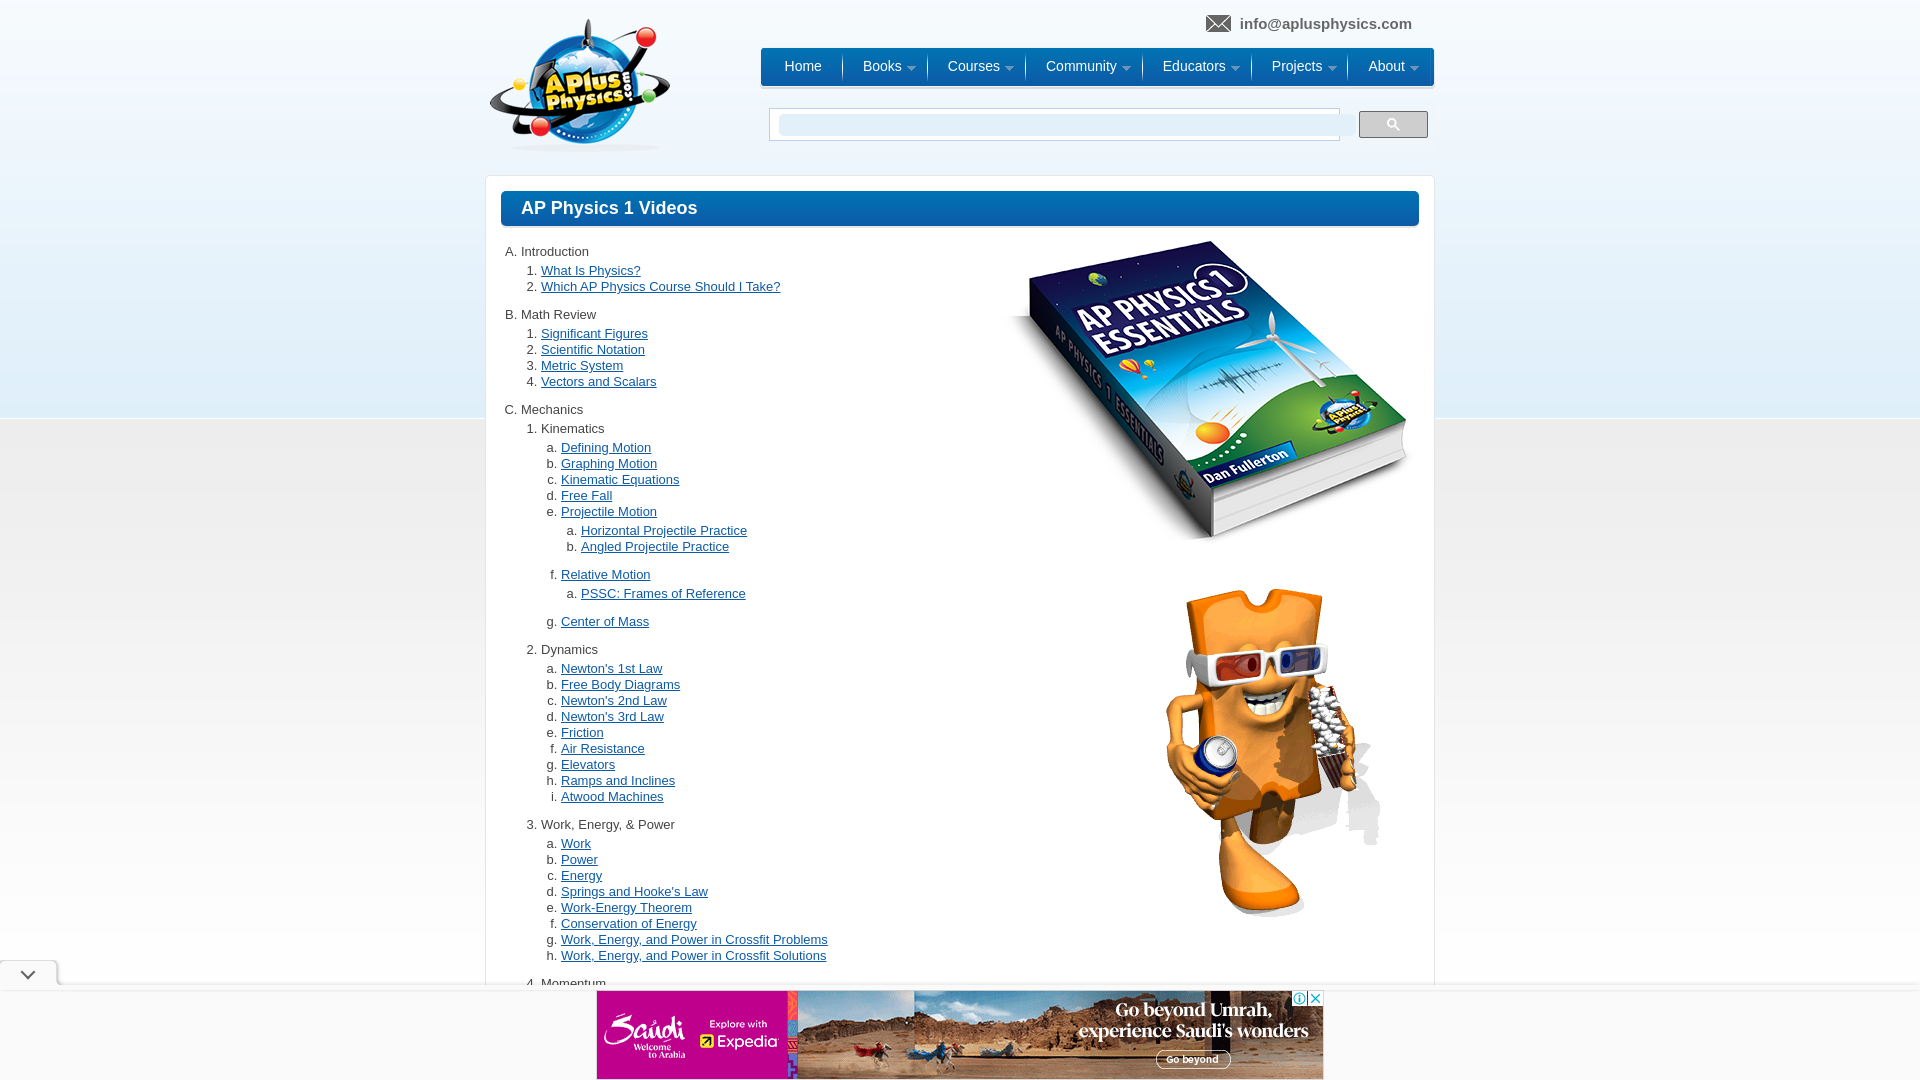 info@aplusphysics.com
APlus
Physics.com
Home Books Courses Community Educators Projects About
AP Physics 1 Videos
A. Introduction
1. What Is Physics?
2. Which AP Physics Course Should I Take?
B. Math Review
1. Significant Figures
2. Scientific Notation
3. Metric System
4. Vectors and Scalars
C. Mechanics
1. Kinematics
a. Defining Motion
b. Graphing Motion
c. Kinematic Equations
d. Free Fall
e. Projectile Motion
a. Horizontal Projectile Practice
b. Angled Projectile Practice
f. Relative Motion
a. PSSC: Frames of Reference
g. Center of Mass
2. Dynamics
a. Newton's 1st Law
b. Free Body Diagrams
c. Newton's 2nd Law
d. Newton's 3rd Law
e. Friction
f. Air Resistance
g. Elevators
h. Ramps and Inclines
i. Atwood Machines
3. Work, Energy, & Power
a. Work
b. Power
c. Energy
d. Springs and Hooke's Law
e. Work-Energy Theorem
f. Conservation of Energy
g. Work, Energy, and Power in Crossfit Problems
h. Work, Energy, and Power in Crossfit Solutions
4. Momentum
AP PHYSICS 1
ESSENTIALS
AP PHYSICS 1 ESSENTIALS
APlus
Physics
Dan Fullerton
Saudi
Welcome
to Arabia
Explore with
Expedia
Go beyond Umrah,
experience Saudi's wonders
Go beyond